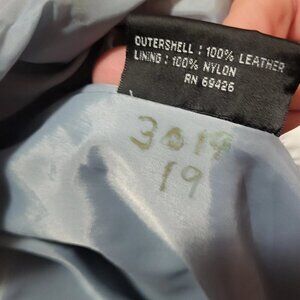 OUTERSHELL : 100% LEATHER
LINING : 100% NYLON
RN 69426
3019
19